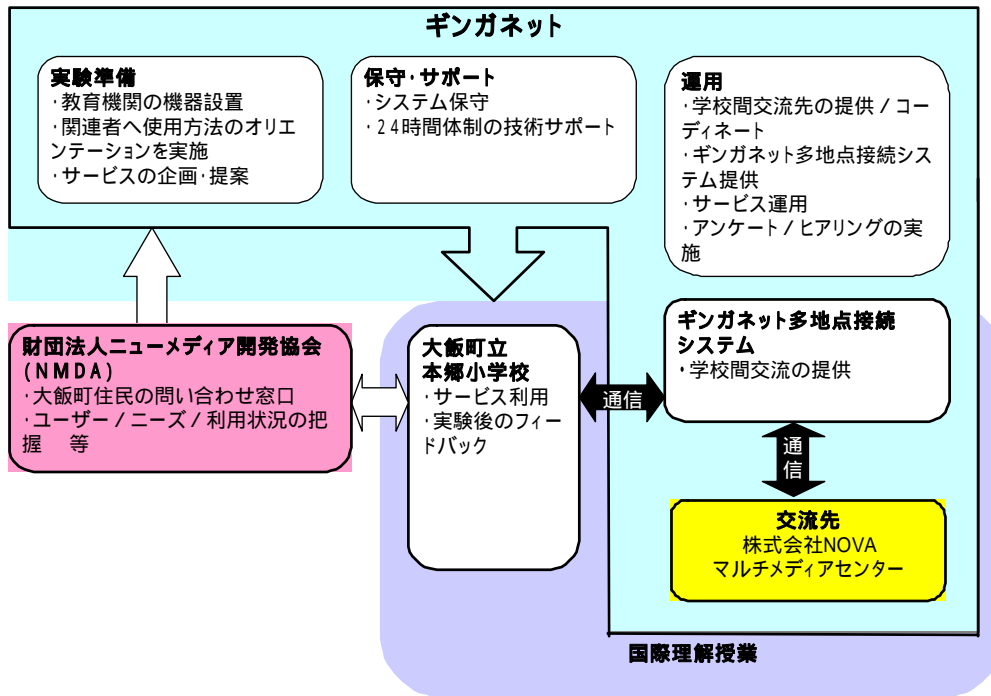 ギンガネット
実験準備
･教育機関の機器設置
･関連者へ使用方法のオリエ
ンテーションを実施
･サービスの企画･提案
保守･サポート
･システム保守
･24時間体制の技術サポート
運用
･学校間交流先の提供/コー
ディネート
･ギンガネット多地点接続シス
テム提供
･サービス運用
･アンケート/ヒアリングの実
施
財団法人ニューメディア開発協会
(NMDA)
･大飯町住民の問い合わせ窓口
･ユーザー/ニーズ/利用状況の把
握 等
大飯町立
本郷小学校
･サービス利用
･実験後のフィー
ドバック
通信
ギンガネット多地点接続
システム
･学校間交流の提供
通
信
交流先
株式会社NOVA
マルチメディアセンター
国際理解授業